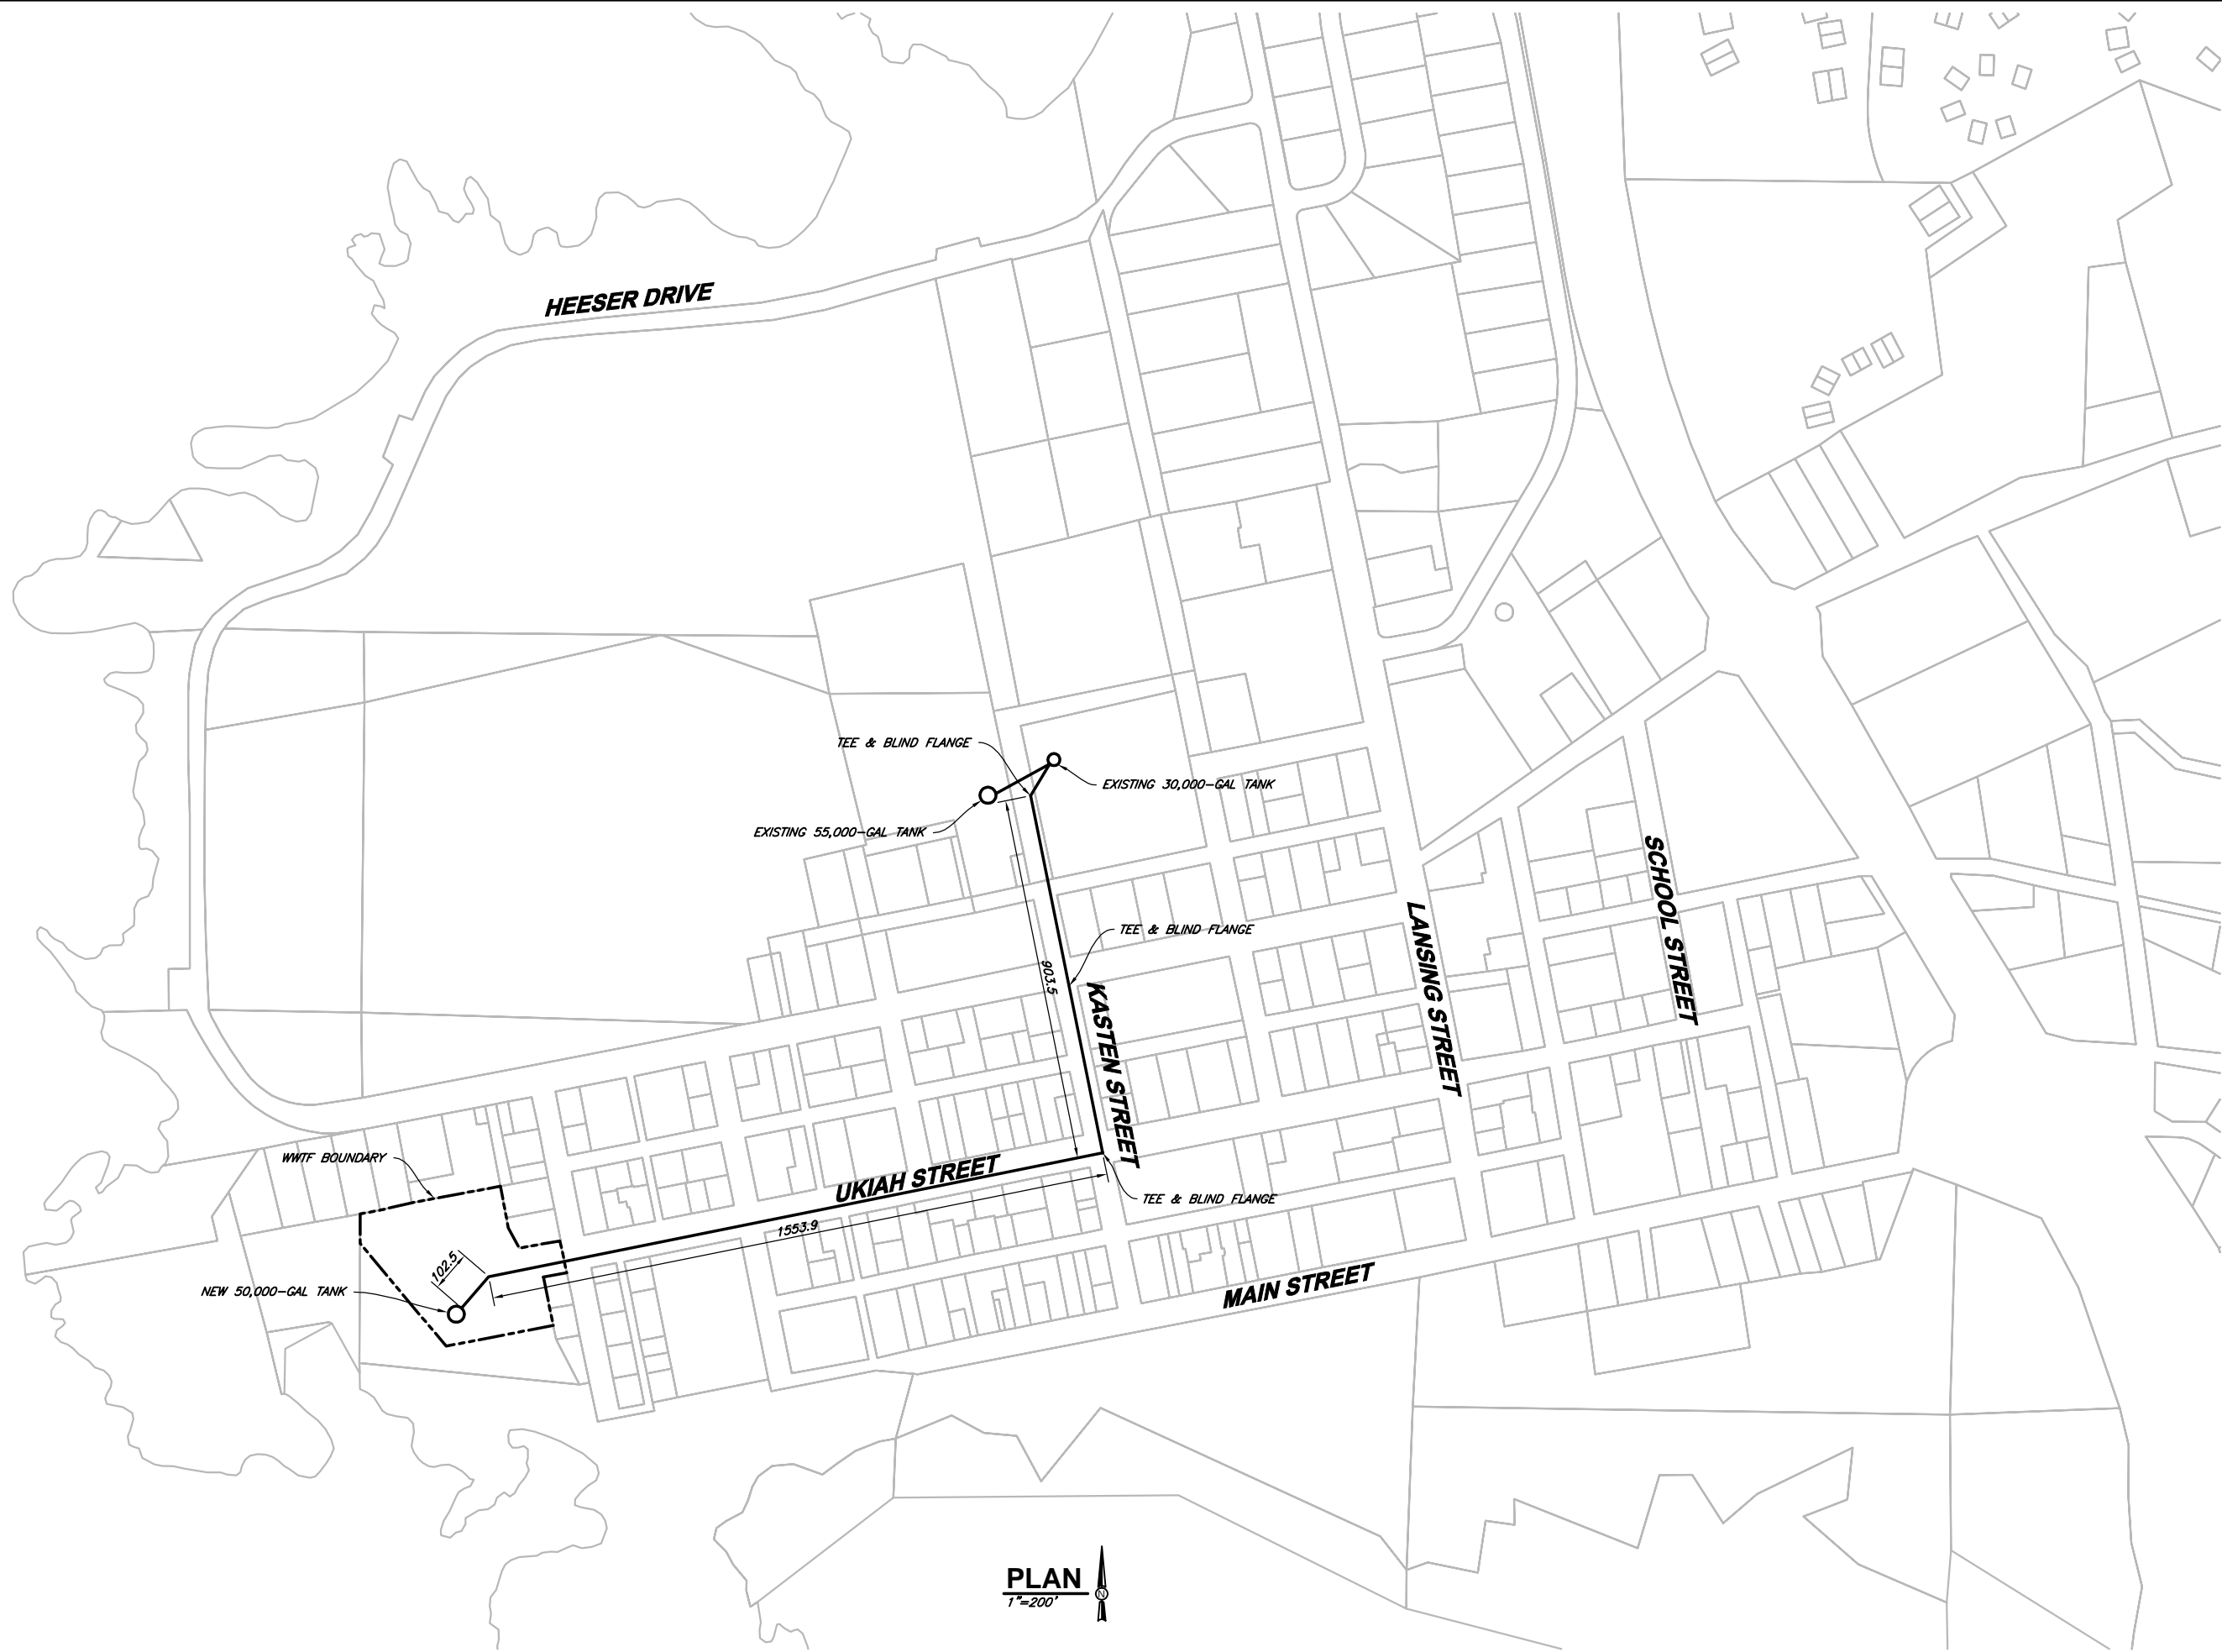 HEESER DRIVE
TEE & BLIND FLANGE
EXISTING 30,000-GAL TANK
EXISTING 55,000-GAL TANK
SCHOOL STREET
LANSING STREET
TEE & BLIND FLANGE
903.5
KASTEN STREET
WWTF BOUNDARY
UKIAH STREET
TEE & BLIND FLANGE
1553.9
102.5
NEW 50,000-GAL TANK
MAIN STREET
PLAN
1"=200'
N